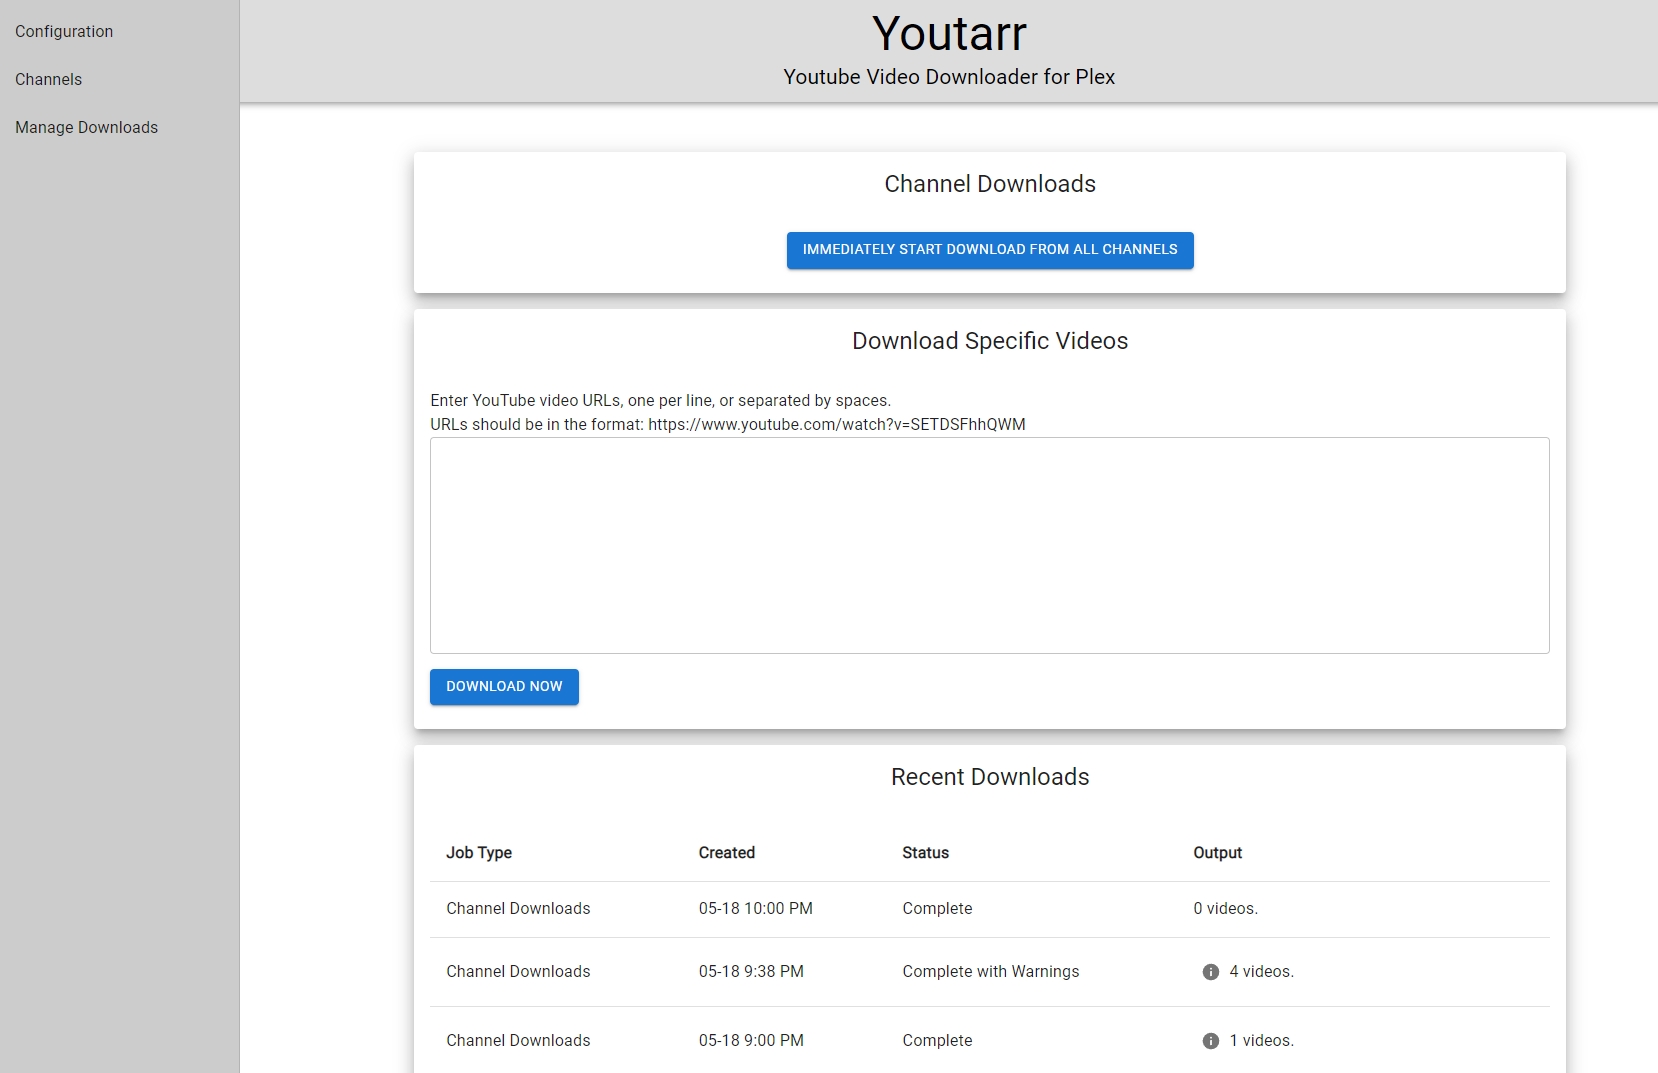 Configuration
Channels
Manage Downloads
Youtarr
Youtube Video Downloader for Plex
Channel Downloads
IMMEDIATELY START DOWNLOAD FROM ALL CHANNELS
Download Specific Videos
Enter YouTube video URLs, one per line, or separated by spaces.
URLs should be in the format: https://www.youtube.com/watch?v=SETDSFhhQWM
DOWNLOAD NOW
Recent Downloads
Job Type Created Status Output
Channel Downloads 05-18 10:00 PM Complete 0 videos.
Channel Downloads 05-18 9:38 PM Complete with Warnings 4 videos.
Channel Downloads 05-18 9:00 PM Complete 1 videos.